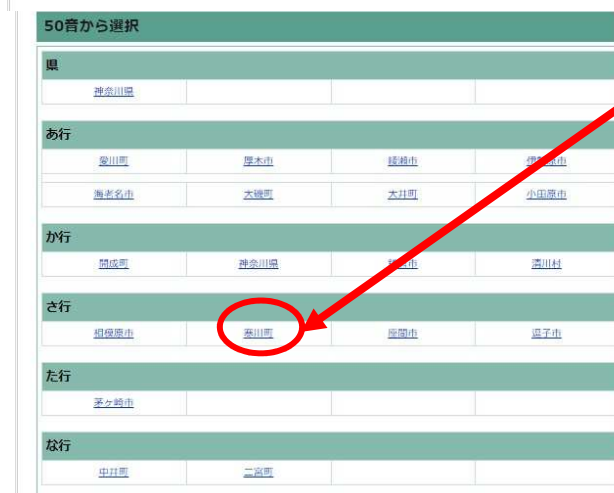 50音から選択
県
神奈川県
あ行
愛川町 厚木市 綾瀬市 伊勢原市
海老名市 大磯町 大井町 小田原市
か行
開成町 神奈川県 清川村
さ行
相模原市 寒川町 座間市 逗子市
た行
茅ヶ崎市
な行
中井町 二宮町